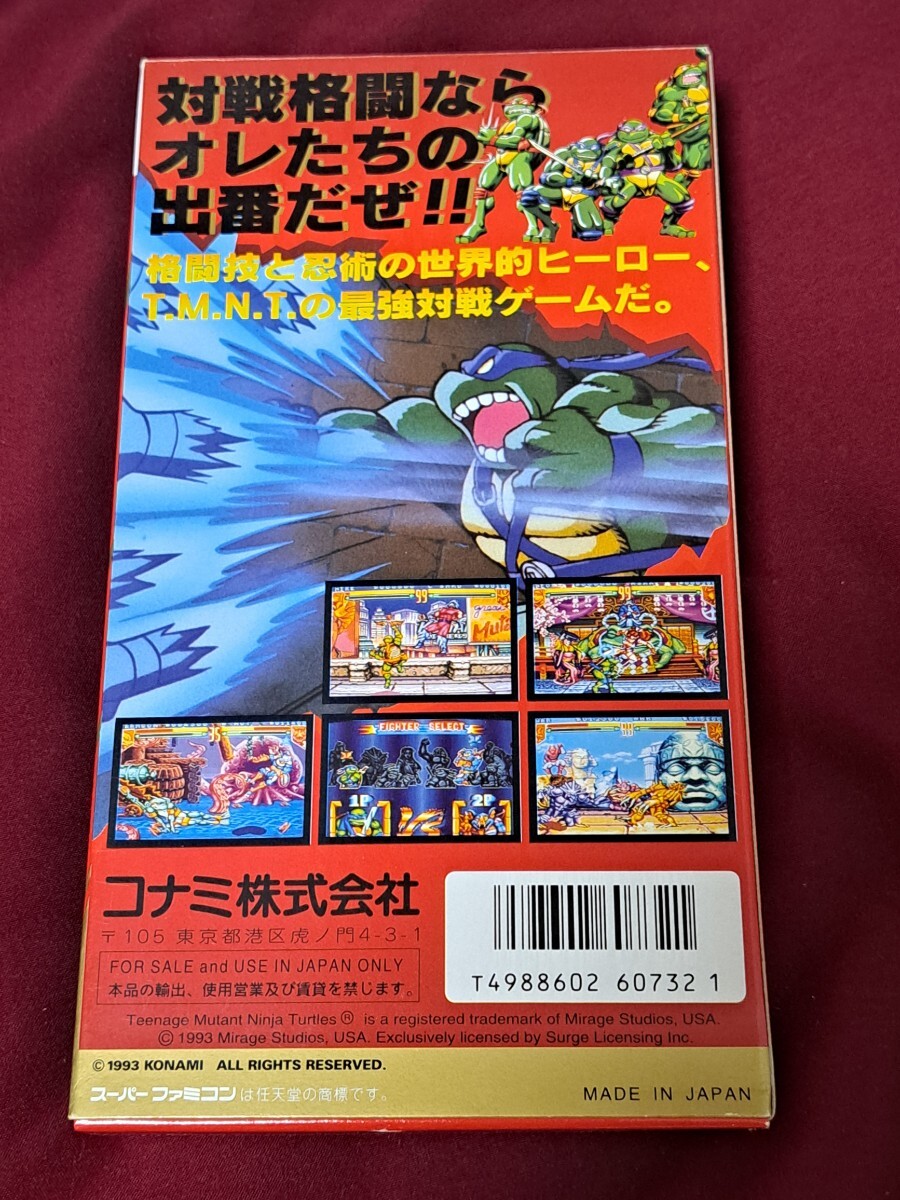 対戦格闘なら
オレたちの
出番だぜ!!
格闘技と忍術の世界的ヒーロー、
T.M.N.T.の最強対戦ゲームだ。
99
99
95
FIGHTER SELECT
1P
2P
コナミ株式会社
〒105 東京都港区虎ノ門4-3-1
FOR SALE and USE IN JAPAN ONLY
本品の輸出、使用営業及び賃貸を禁じます。
T4988602 60732 1
Teenage Mutant Ninja Turtles® is a registered trademark of Mirage Studios, USA.
© 1993 Mirage Studios, USA. Exclusively licensed by Surge Licensing Inc.
© 1993 KONAMI ALL RIGHTS RESERVED.
スーパーファミコンは任天堂の商標です。
MADE IN JAPAN